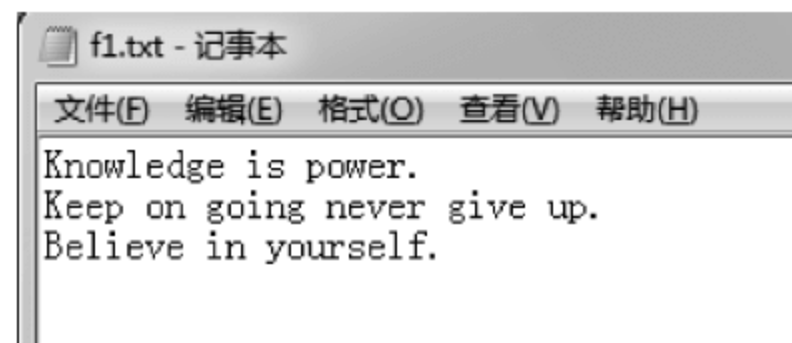 f1.txt - 记事本
文件(F) 编辑(E) 格式(O) 查看(V) 帮助(H)
Knowledge is power.
Keep on going never give up.
Believe in yourself.